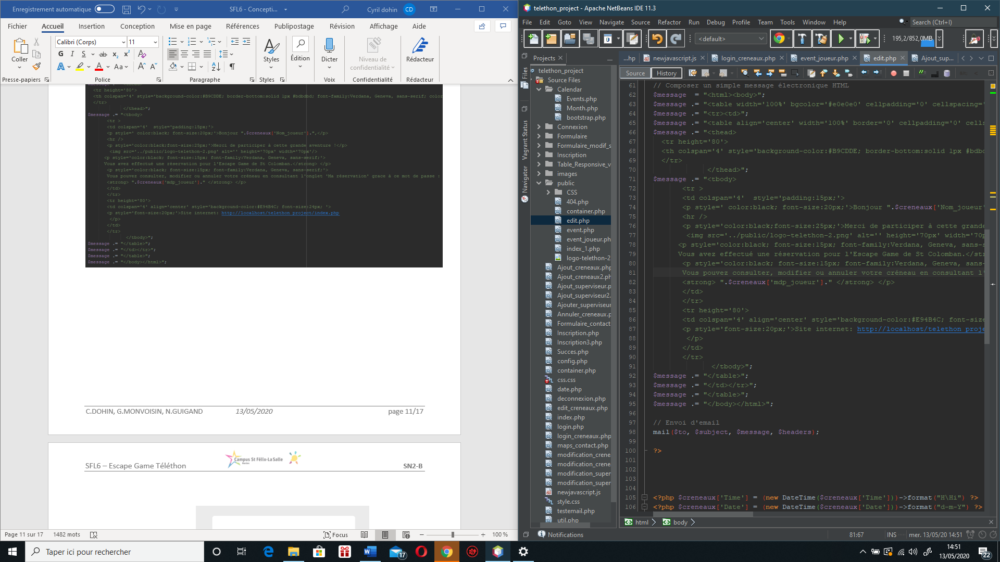 Enregistrement automatique
SFL6 - Concepti...
Cyril dohin
CD
Fichier
Accueil
Insertion
Conception
Mise en page
Références
Publipostage
Révision
Affichage
Aide
Coller
Calibri (Corps)
11
Styles
Édition
Dicter
Niveau de
confidentialité
Rédacteur
Presse-papiers
Police
Paragraphe
Styles
Voix
Confidentialité
Rédacteur
<tr height='80'>
<th colspan='4' style='background-color:#B9CDDE; border-bottom:solid 1px #bdbdbd; font-family:Verdana, Geneva, sans-serif; color
</tr>
</thead>";
$message .= "<tbody>
<tr >
<td colspan='4'  style='padding:15px;'>
<p style=' color:black; font-size:20px;'>Bonjour ".$creneaux['Nom_joueur'].",</p>
<hr />
<p style='color:black;font-size:25px;'>Merci de participer à cette grande aventure !</p>
<img src='../public/logo-telethon-2.png' alt='' height='70px' width='70px'/>
<p style='color:black; font-size:15px; font-family:Verdana, Geneva, sans-serif;'>
Vous avez effectué une réservation pour l'Escape Game de St Colomban.</strong> </p>
<p style='color:black; font-size:15px; font-family:Verdana, Geneva, sans-serif;'>
Vous pouvez consulter, modifier ou annuler votre créneau en consultant l'onglet 'Ma réservation' grace à ce mot de passe :
<strong> ".$creneaux['mdp_joueur']." </strong> </p>
</td>
</tr>
<tr height='80'>
<td colspan='4' align='center' style='background-color:#E94B4C; font-size:24px; '>
<p style='font-size:20px;'>Site internet: http://localhost/telethon_project/index.php
</p>
</td>
</tr>
</tbody>";
$message .= "</table>";
$message .= "</td></tr>";
$message .= "</table>";
$message .= "</body></html>";
C.DOHIN, G.MONVOISIN, N.GUIGAND
13/05/2020
page 11/17
SFL6 – Escape Game Téléthon
Campus St Félix-La Salle
Nantes
SN2-B
Page 11 sur 17
1482 mots
Focus
100 %
telethon_project - Apache NetBeans IDE 11.3
File Edit Goto View Navigate Source Refactor Run Debug Profile Team Tools Window Help
Search (Ctrl+I)
<default>
195,2/852,0MB
Files
Vagrant Status
Navigator
Projects
telethon_project
Source Files
Calendar
Events.php
Month.php
bootstrap.php
Connexion
Formulaire
Formulaire_modif_s
Inscription
Table_Responsive_v
images
public
CSS
404.php
container.php
edit.php
event.php
event_joueur.ph
index_1.php
logo-telethon-2
Ajout_creneaux.php
Ajout_creneaux2.ph
Ajout_superviseur.p
Ajout_superviseur2.
Ajouter_superviseur
Annuler_creneaux.p
Formulaire_contact
Inscription.php
Inscription3.php
Succes.php
config.php
container.php
css.css
date.php
deconnexion.php
edit_creneaux.php
index.php
login.php
login_creneaux.php
maps_contact.php
modification_crene
modification_crene
modification_super
modification_super
newjavascript.js
style.css
testemail.php
util.php
...hp
newjavascript.js
login_creneaux.php
event_joueur.php
edit.php
Ajout_sup...
Source
History
61 // Composer un simple message électronique HTML
62 $message  = "<html><body>";
63 $message .= "<table width='100%' bgcolor='#e0e0e0' cellpadding='0' cellspacing='
64 $message .= "<tr><td>";
65 $message .= "<table align='center' width='100%' border='0' cellpadding='0' cells
66 $message .= "<thead>
67 <tr height='80'>
68 <th colspan='4' style='background-color:#B9CDDE; border-bottom:solid 1px #bdbd
69 </tr>
70 </thead>";
71 $message .= "<tbody>
72 <tr >
73 <td colspan='4'  style='padding:15px;'>
74 <p style=' color:black; font-size:20px;'>Bonjour ".$creneaux['Nom_joueur'
75 <hr />
76 <p style='color:black;font-size:25px;'>Merci de participer à cette grande
77 <img src='../public/logo-telethon-2.png' alt='' height='70px' width='70p
78 <p style='color:black; font-size:15px; font-family:Verdana, Geneva, sans-s
79 Vous avez effectué une réservation pour l'Escape Game de St Colomban.</str
80 <p style='color:black; font-size:15px; font-family:Verdana, Geneva, sans-
81 Vous pouvez consulter, modifier ou annuler votre créneau en consultant l'
82 <strong> ".$creneaux['mdp_joueur']." </strong> </p>
83 </td>
84 </tr>
85 <tr height='80'>
86 <td colspan='4' align='center' style='background-color:#E94B4C; font-size
87 <p style='font-size:20px;'>Site internet: http://localhost/telethon_proje
88 </p>
89 </td>
90 </tr>
91 </tbody>";
92 $message .= "</table>";
93 $message .= "</td></tr>";
94 $message .= "</table>";
95 $message .= "</body></html>";
96
97 // Envoi d'email
98 mail($to, $subject, $message, $headers);
99
100 ?>
101
102
103
104
105 <?php $creneaux['Time'] = (new DateTime($creneaux['Time']))->format("H\Hi") ?>
106 <?php $creneaux['Date'] = (new DateTime($creneaux['Date']))->format("d-m-Y") ?>
html
body
Notifications
81:67
INS
mer. 13/05/20 14:51
Taper ici pour rechercher
17
14:51
13/05/2020
22